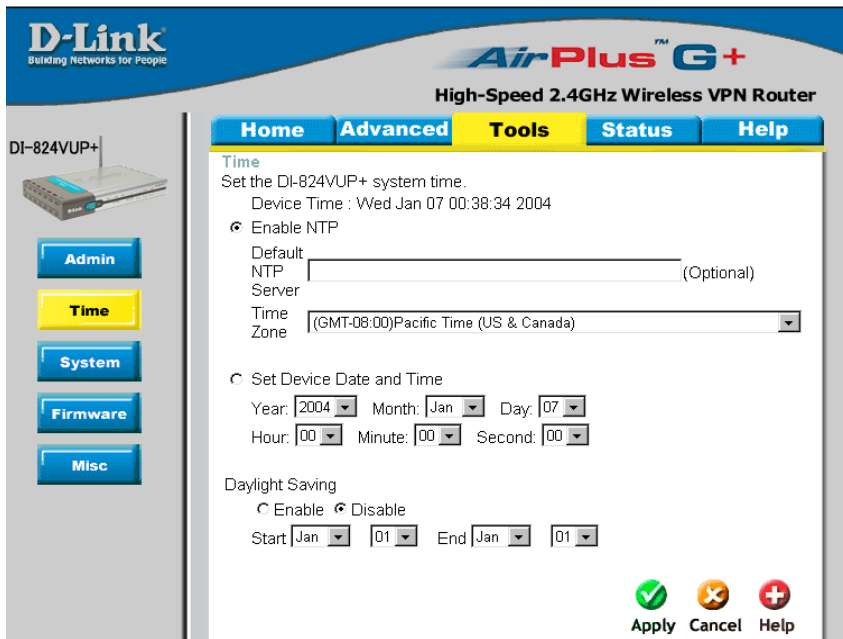 D-Link
Building Networks for People
AirPlus™ G+
High-Speed 2.4GHz Wireless VPN Router
DI-824VUP+
Home Advanced Tools Status Help
Admin
Time
System
Firmware
Misc
Time
Set the DI-824VUP+ system time.
Device Time : Wed Jan 07 00:38:34 2004
Enable NTP
Default NTP Server (Optional)
Time Zone (GMT-08:00)Pacific Time (US & Canada)
Set Device Date and Time
Year: 2004 Month: Jan Day: 07
Hour: 00 Minute: 00 Second: 00
Daylight Saving
Enable Disable
Start Jan 01 End Jan 01
Apply Cancel Help